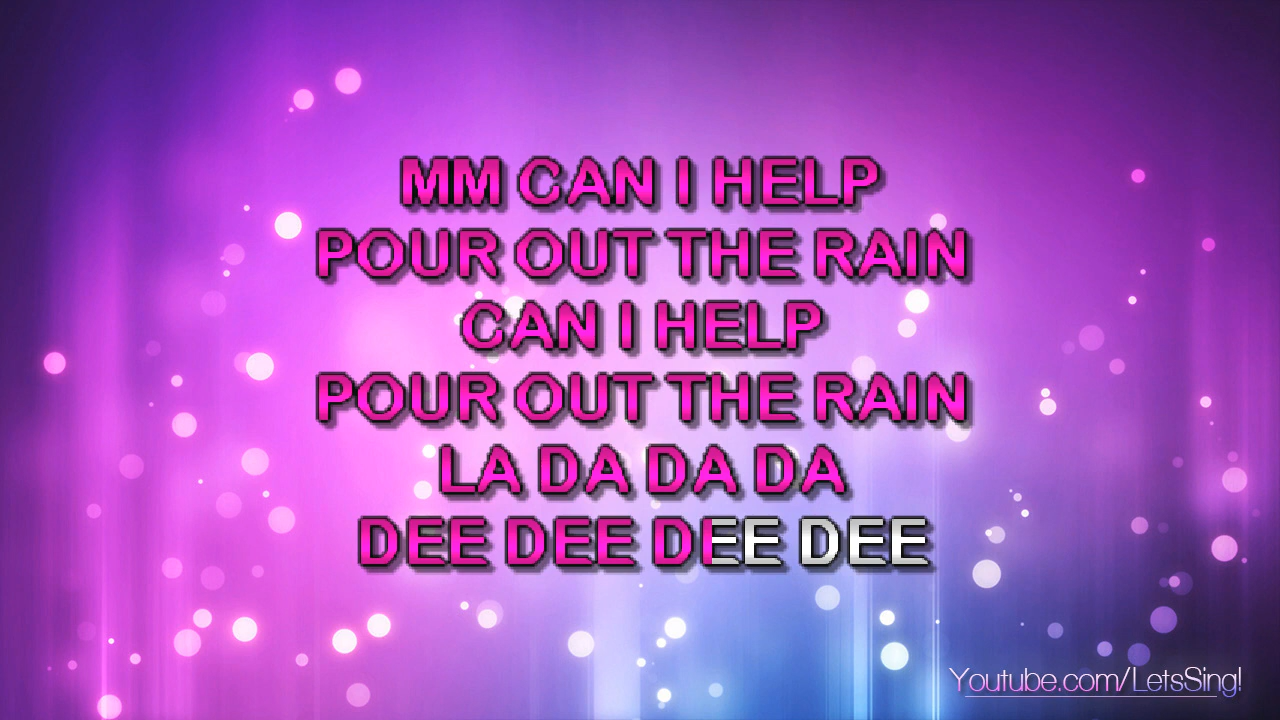 MM CAN I HELP
POUR OUT THE RAIN
CAN I HELP
POUR OUT THE RAIN
LA DA DA DA
DEE DEE DEE DEE
Youtube.com/LetsSing!